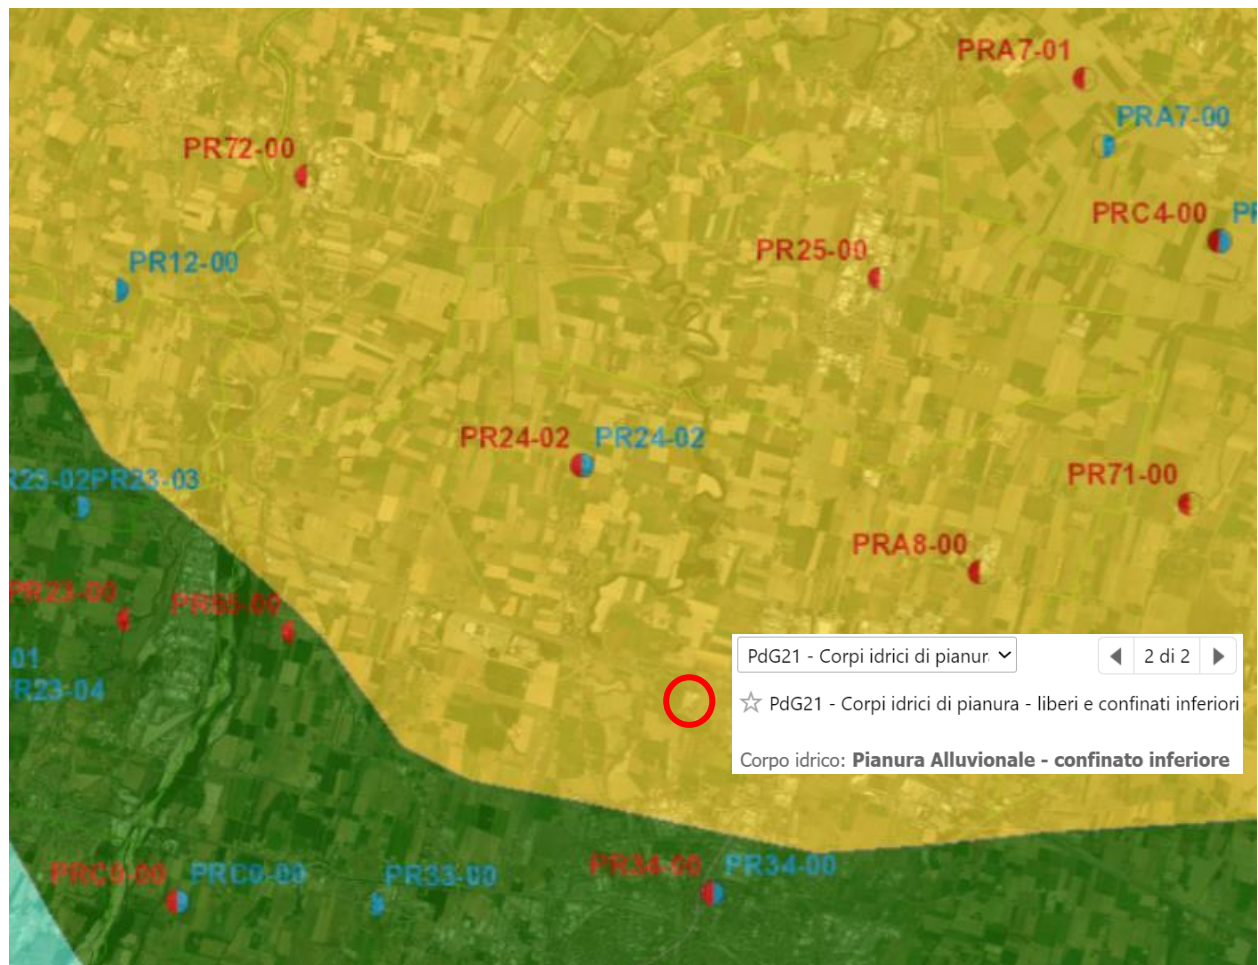 PRA7-01
PRA7-00
PR72-00
PRC4-00
PR25-00
PR12-00
PR24-02 PR24-02
PR71-00
PR23-03
PRA8-00
PR23-00
PR65-00
PdG21 - Corpi idrici di pianur
2 di 2
01
PR23-04
PdG21 - Corpi idrici di pianura - liberi e confinati inferiori
Corpo idrico: Pianura Alluvionale - confinato inferiore
PR34-00 PR34-00
PRC0-00 PRC0-00
PR33-00